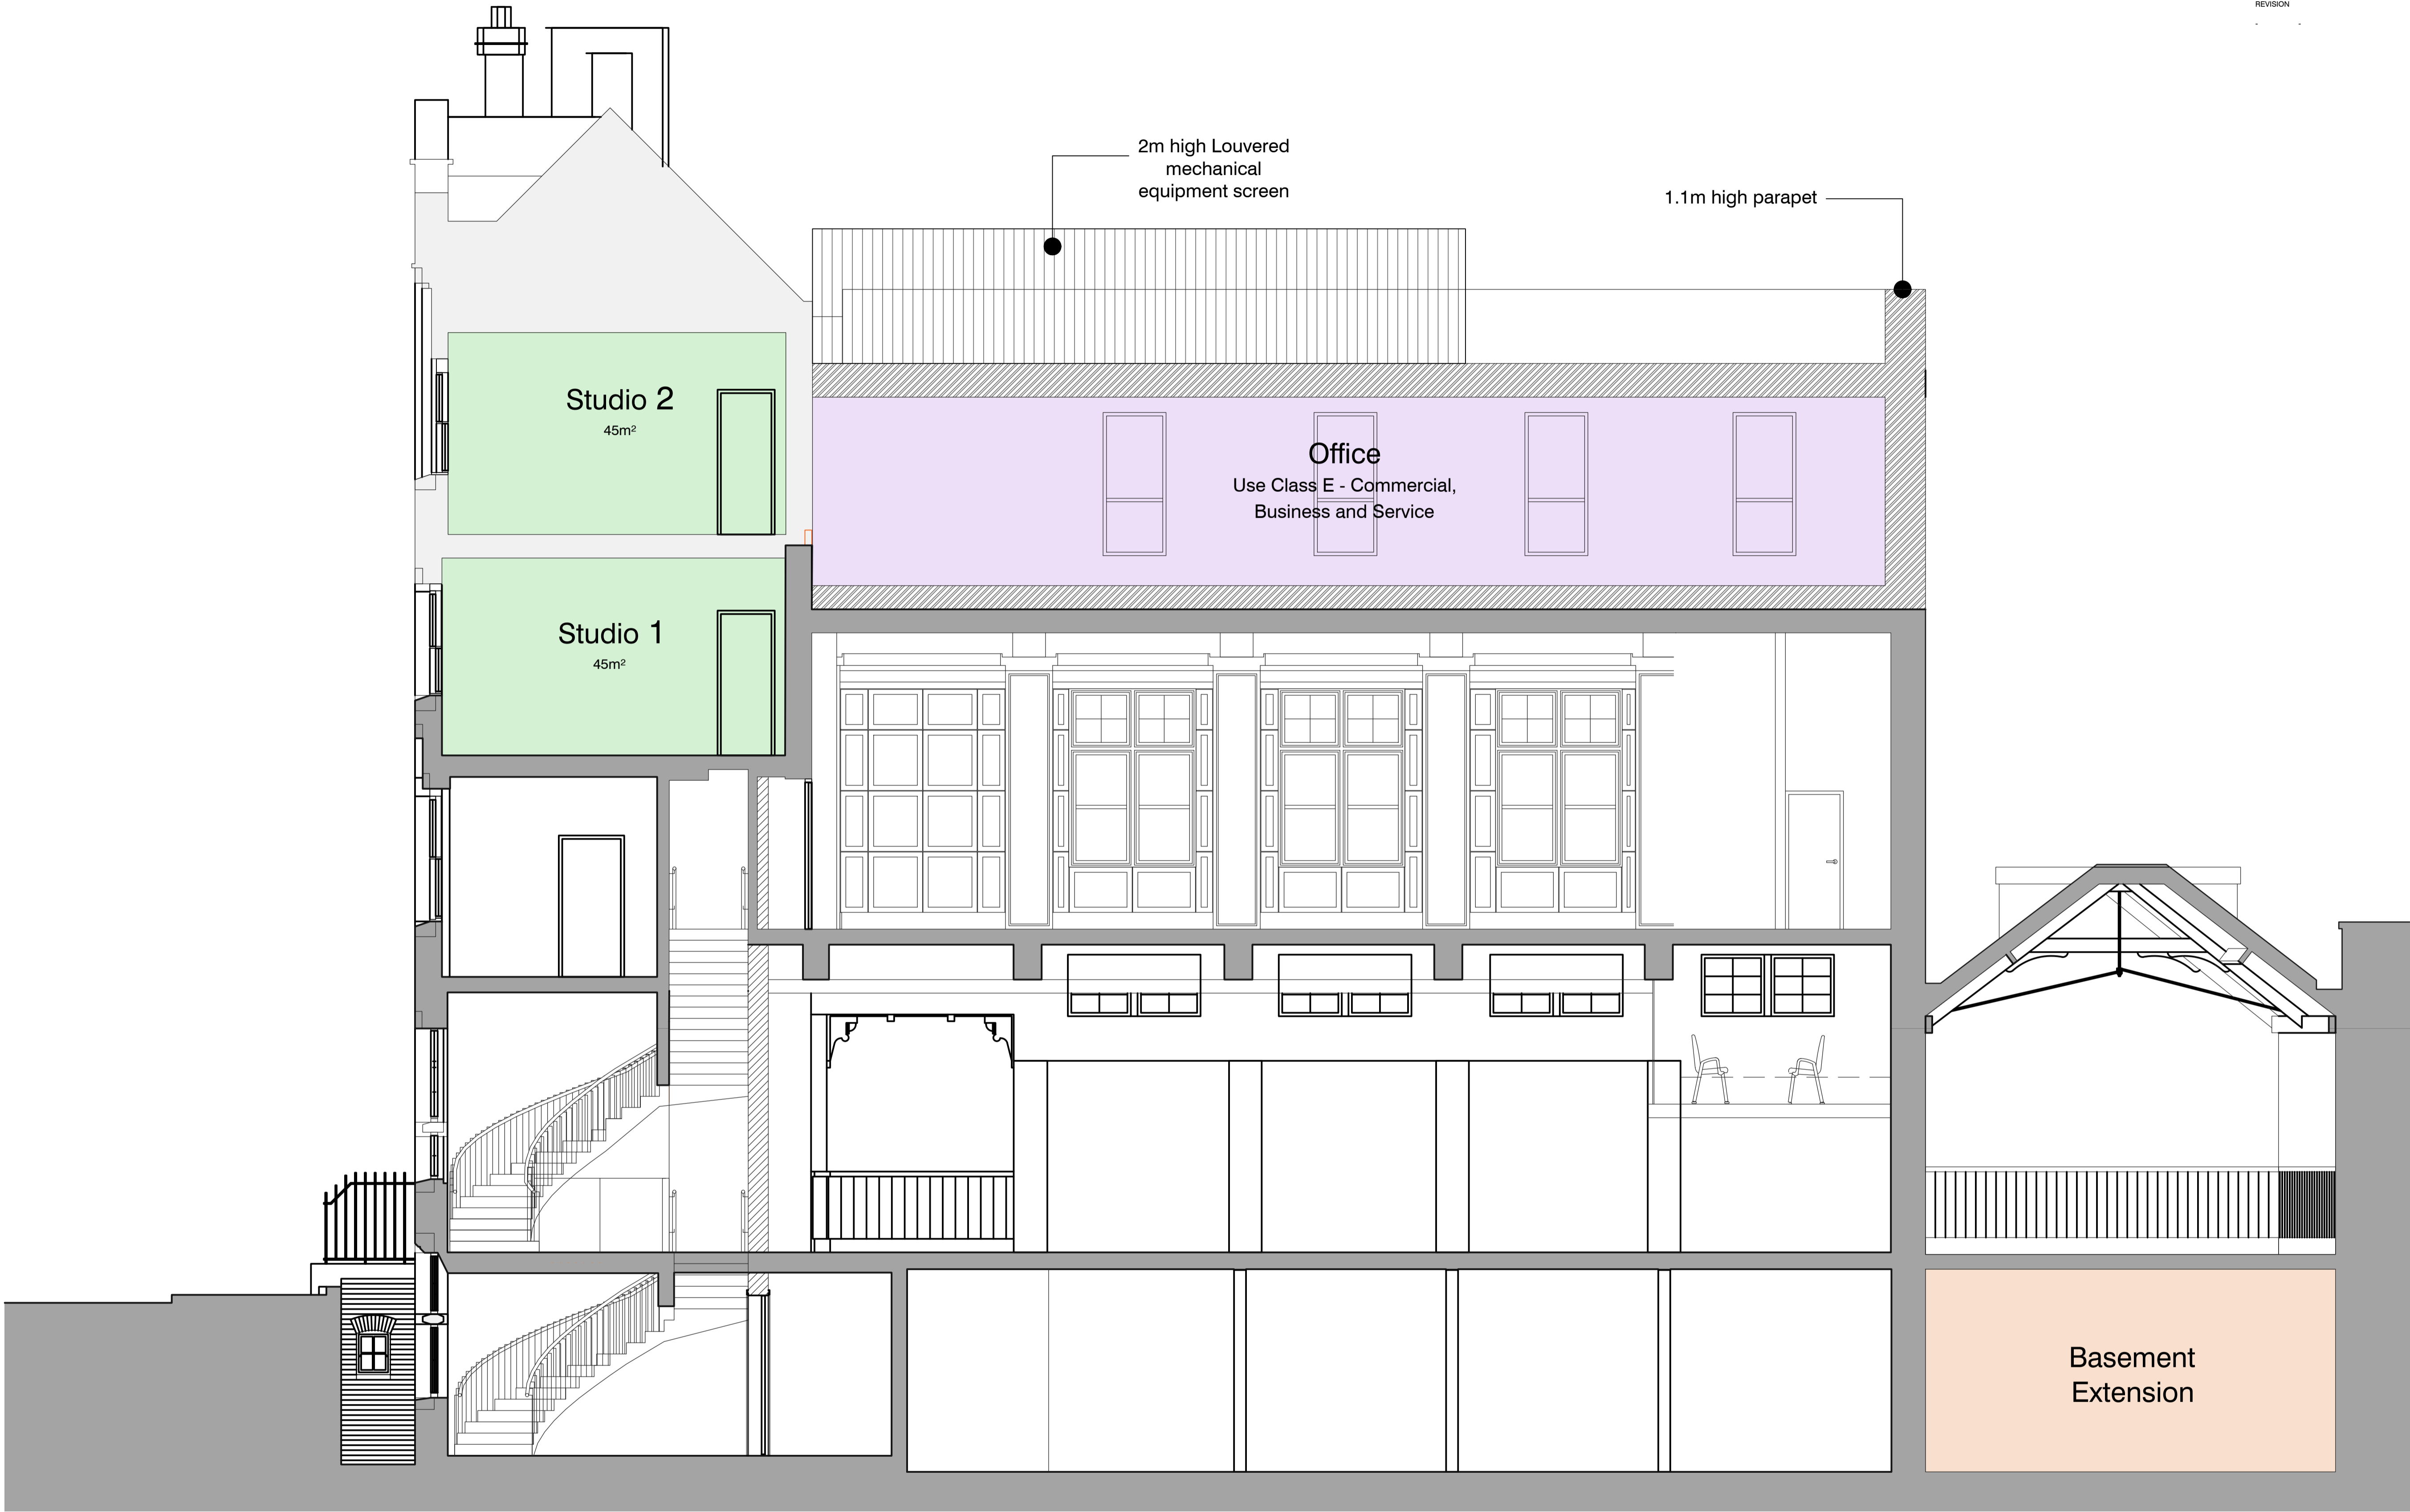 REVISION
- -
2m high Louvered
mechanical
equipment screen
1.1m high parapet
Studio 2
45m²
Office
Use Class E - Commercial,
Business and Service
Studio 1
45m²
Basement
Extension